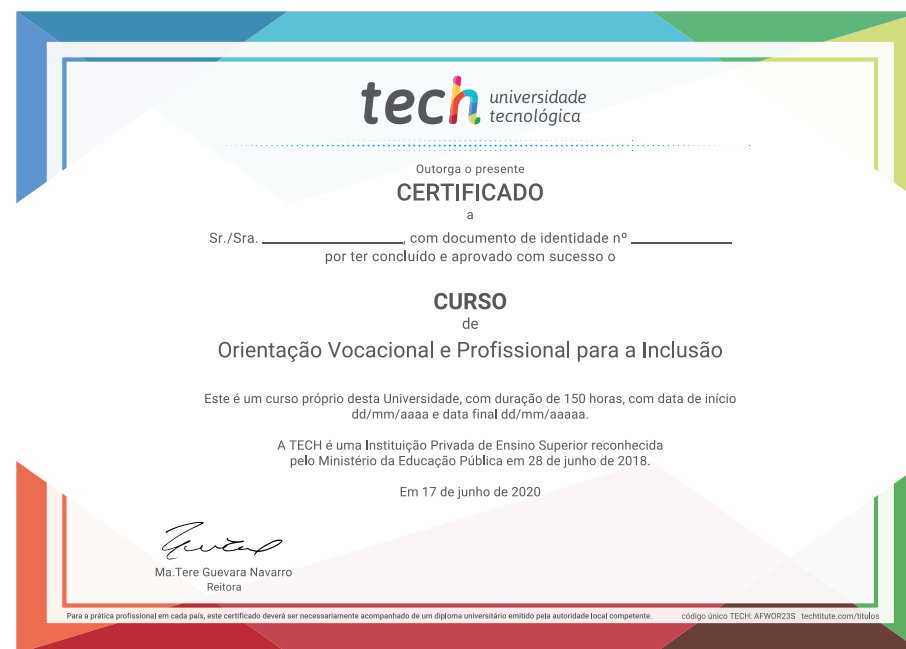 tech universidade
tecnológica
Outorga o presente
CERTIFICADO
a
Sr./Sra. ____________, com documento de identidade nº ____________
por ter concluído e aprovado com sucesso o
CURSO
de
Orientação Vocacional e Profissional para a Inclusão
Este é um curso próprio desta Universidade, com duração de 150 horas, com data de início
dd/mm/aaaa e data final dd/mm/aaaaa.
A TECH é uma Instituição Privada de Ensino Superior reconhecida
pelo Ministério da Educação Pública em 28 de junho de 2018.
Em 17 de junho de 2020
Ma.Tere Guevara Navarro
Reitora
Para a prática profissional em cada país, este certificado deverá ser necessariamente acompanhado de um diploma universitário emitido pela autoridade local competente. código único TECH: AFWOR23S techtitute.com/titulos